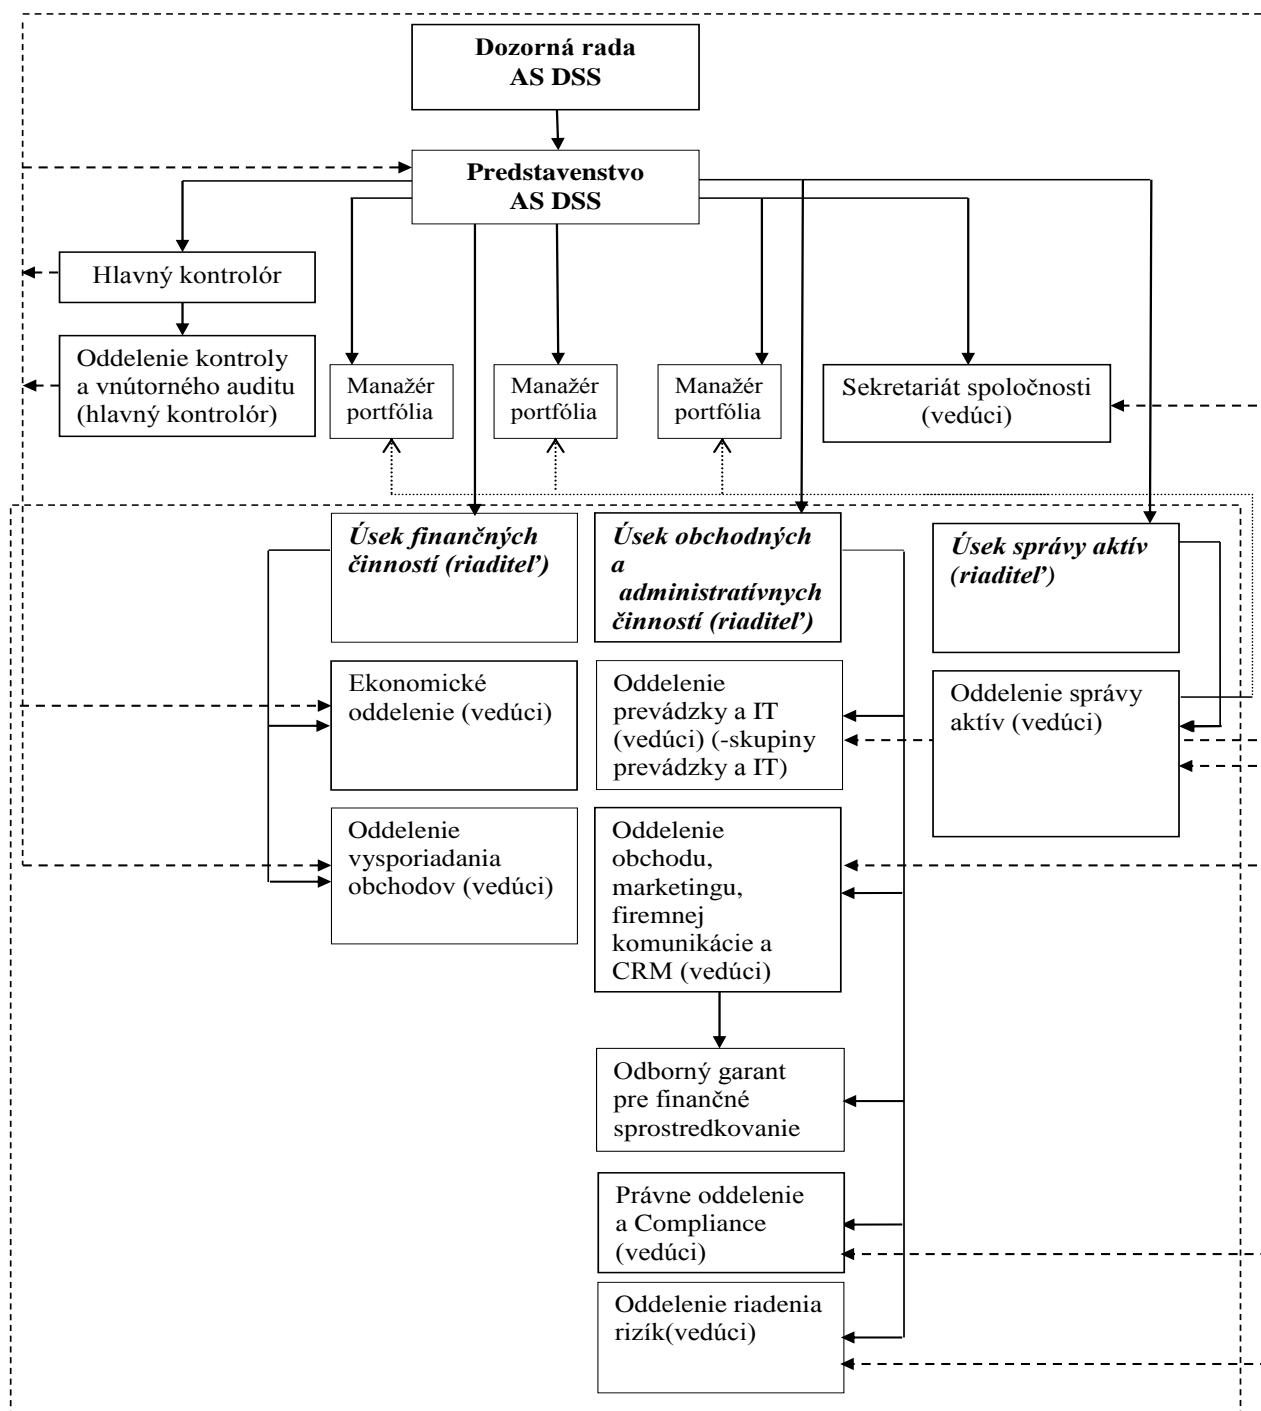 Dozorná rada
AS DSS
Predstavenstvo
AS DSS
Hlavný kontrolór
Oddelenie kontroly
a vnútorného auditu
(hlavný kontrolór)
Manažér
portfólia
Manažér
portfólia
Manažér
portfólia
Sekretariát spoločnosti
(vedúci)
Úsek finančných
činností (riaditeľ)
Úsek obchodných
a
administratívnych
činností (riaditeľ)
Úsek správy aktív
(riaditeľ)
Ekonomické
oddelenie (vedúci)
Oddelenie
prevádzky a IT
(vedúci) (-skupiny
prevádzky a IT)
Oddelenie správy
aktív (vedúci)
Oddelenie
vysporiadania
obchodov (vedúci)
Oddelenie
obchodu,
marketingu,
firemnej
komunikácie a
CRM (vedúci)
Odborný garant
pre finančné
sprostredkovanie
Právne oddelenie
a Compliance
(vedúci)
Oddelenie riadenia
rizík(vedúci)